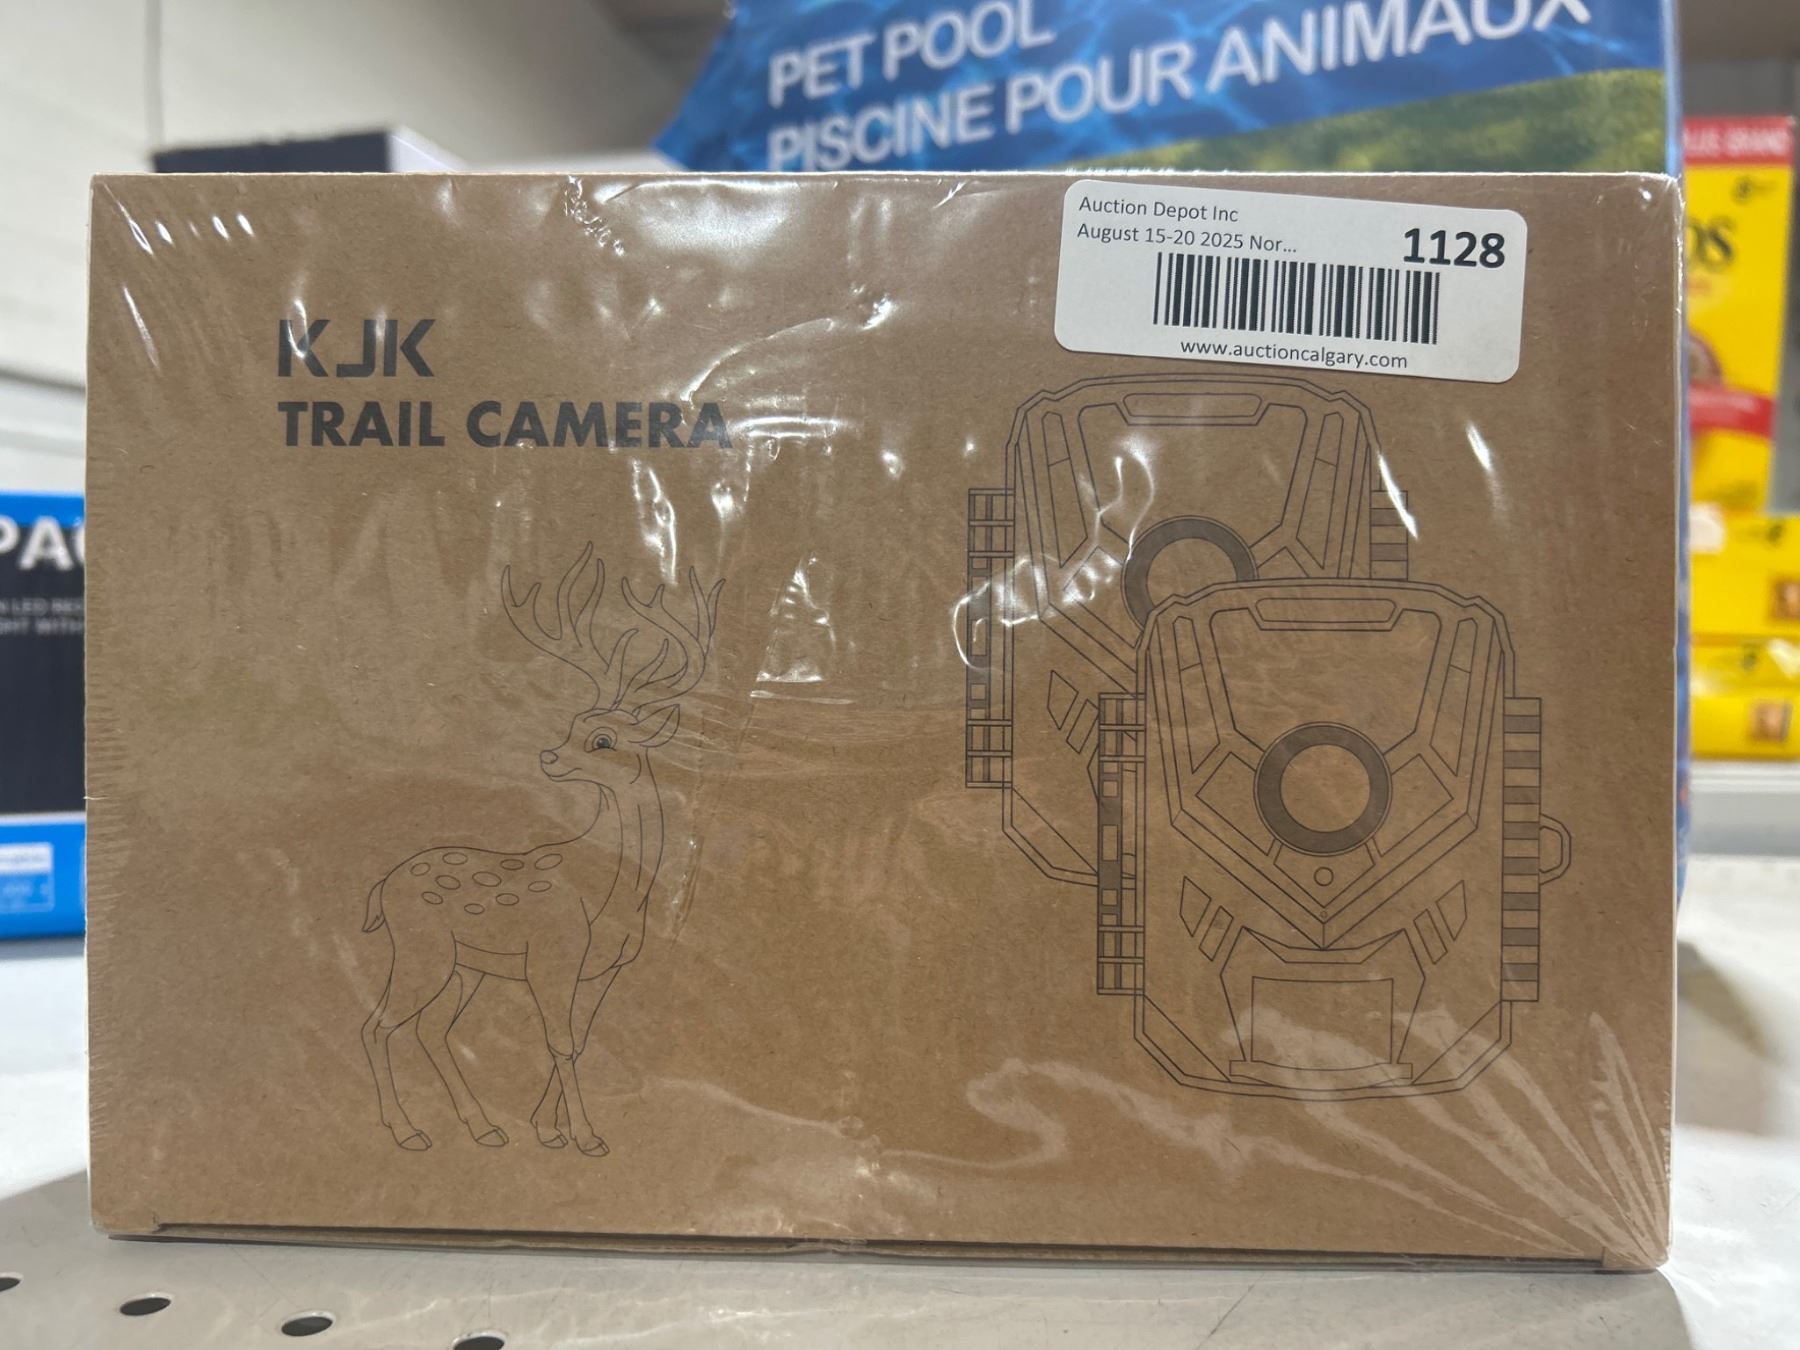 PET POOL
PISCINE POUR ANIMAUX
Auction Depot Inc
August 15-20 2025 Nor...
1128
www.auctioncalgary.com
KJK
TRAIL CAMERA